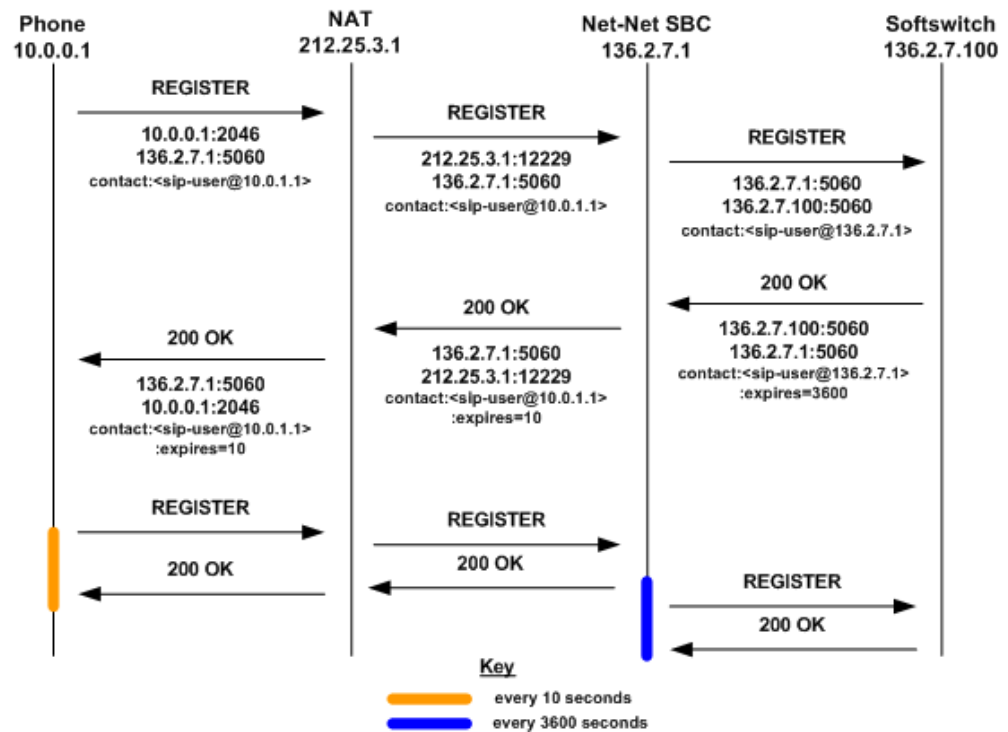 Phone
10.0.0.1
NAT
212.25.3.1
Net-Net SBC
136.2.7.1
Softswitch
136.2.7.100
REGISTER
10.0.0.1:2046
136.2.7.1:5060
contact:<sip-user@10.0.1.1>
REGISTER
212.25.3.1:12229
136.2.7.1:5060
contact:<sip-user@10.0.1.1>
REGISTER
136.2.7.1:5060
136.2.7.100:5060
contact:<sip-user@136.2.7.1>
200 OK
136.2.7.100:5060
136.2.7.1:5060
contact:<sip-user@136.2.7.1>
:expires=3600
200 OK
136.2.7.1:5060
212.25.3.1:12229
contact:<sip-user@10.0.1.1>
:expires=10
200 OK
136.2.7.1:5060
10.0.0.1:2046
contact:<sip-user@10.0.1.1>
:expires=10
REGISTER
REGISTER
200 OK
200 OK
REGISTER
200 OK
Key
every 10 seconds
every 3600 seconds